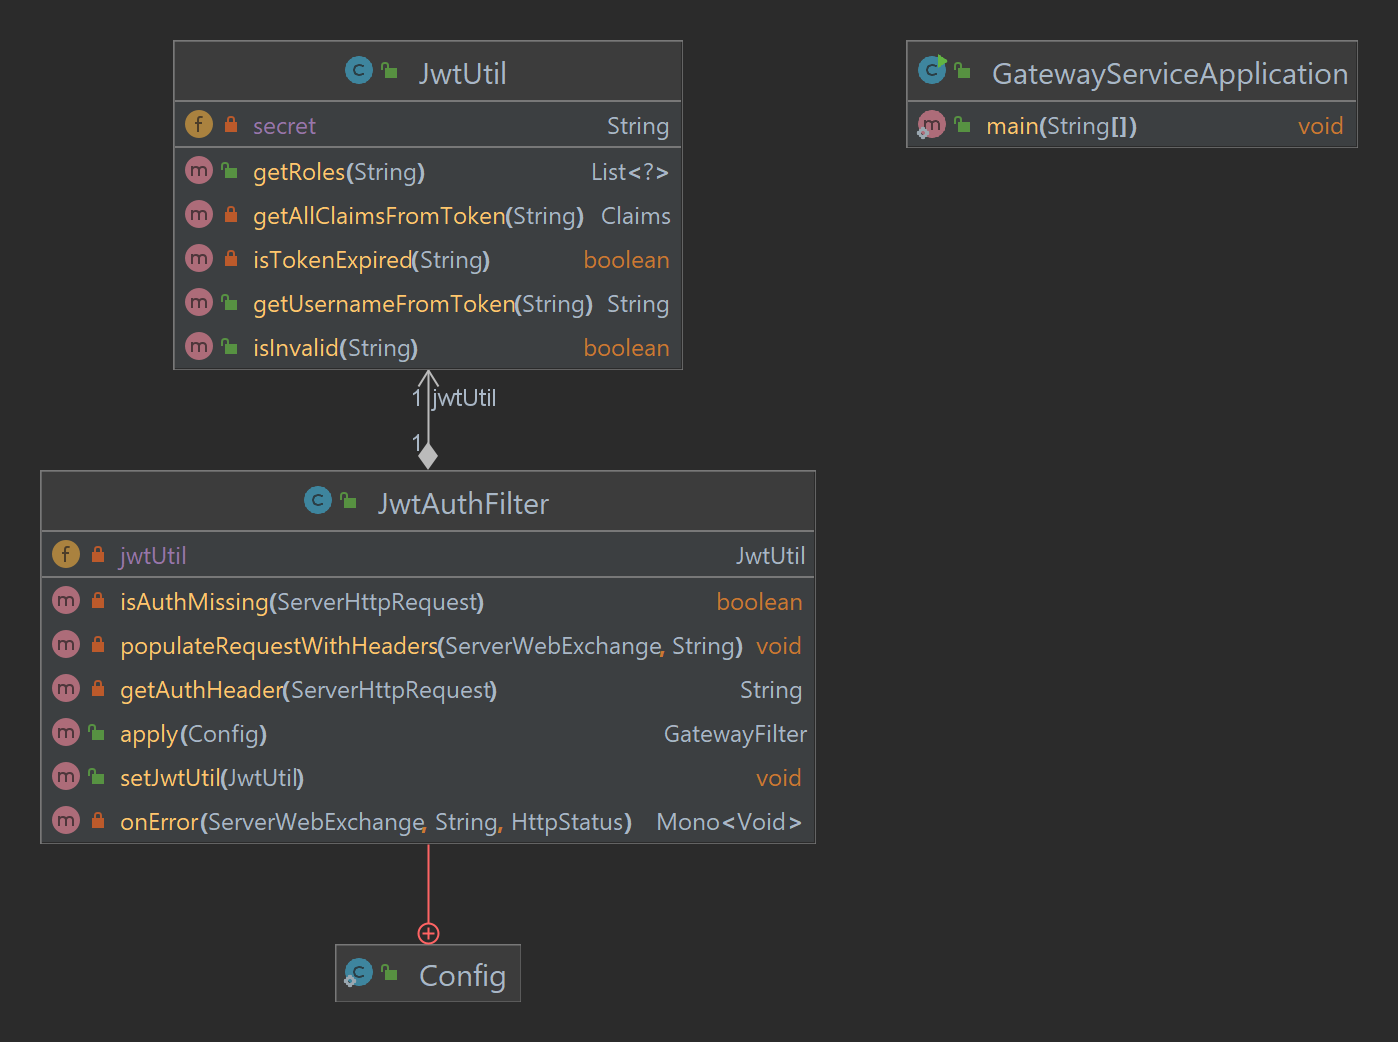 JwtUtil
secret String
getRoles(String) List<?>
getAllClaimsFromToken(String) Claims
isTokenExpired(String) boolean
getUsernameFromToken(String) String
isInvalid(String) boolean
GatewayServiceApplication
main(String[]) void
1 jwtUtil
1
JwtAuthFilter
jwtUtil JwtUtil
isAuthMissing(ServerHttpRequest) boolean
populateRequestWithHeaders(ServerWebExchange, String) void
getAuthHeader(ServerHttpRequest) String
apply(Config) GatewayFilter
setJwtUtil(JwtUtil) void
onError(ServerWebExchange, String, HttpStatus) Mono<Void>
Config